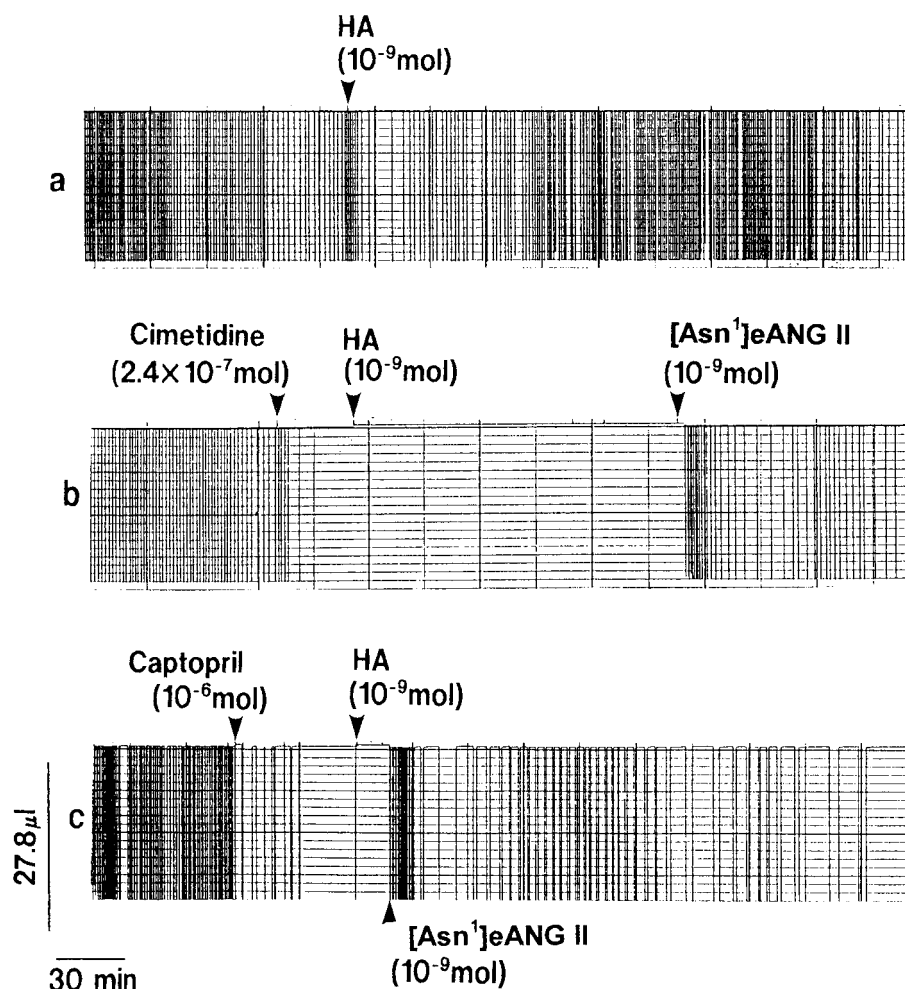 HA
(10⁻⁹mol)
a
Cimetidine
(2.4×10⁻⁷mol)
HA
(10⁻⁹mol)
[Asn¹]eANG II
(10⁻⁹mol)
b
Captopril
(10⁻⁶mol)
HA
(10⁻⁹mol)
c
27.8μl
[Asn¹]eANG II
(10⁻⁹mol)
30 min